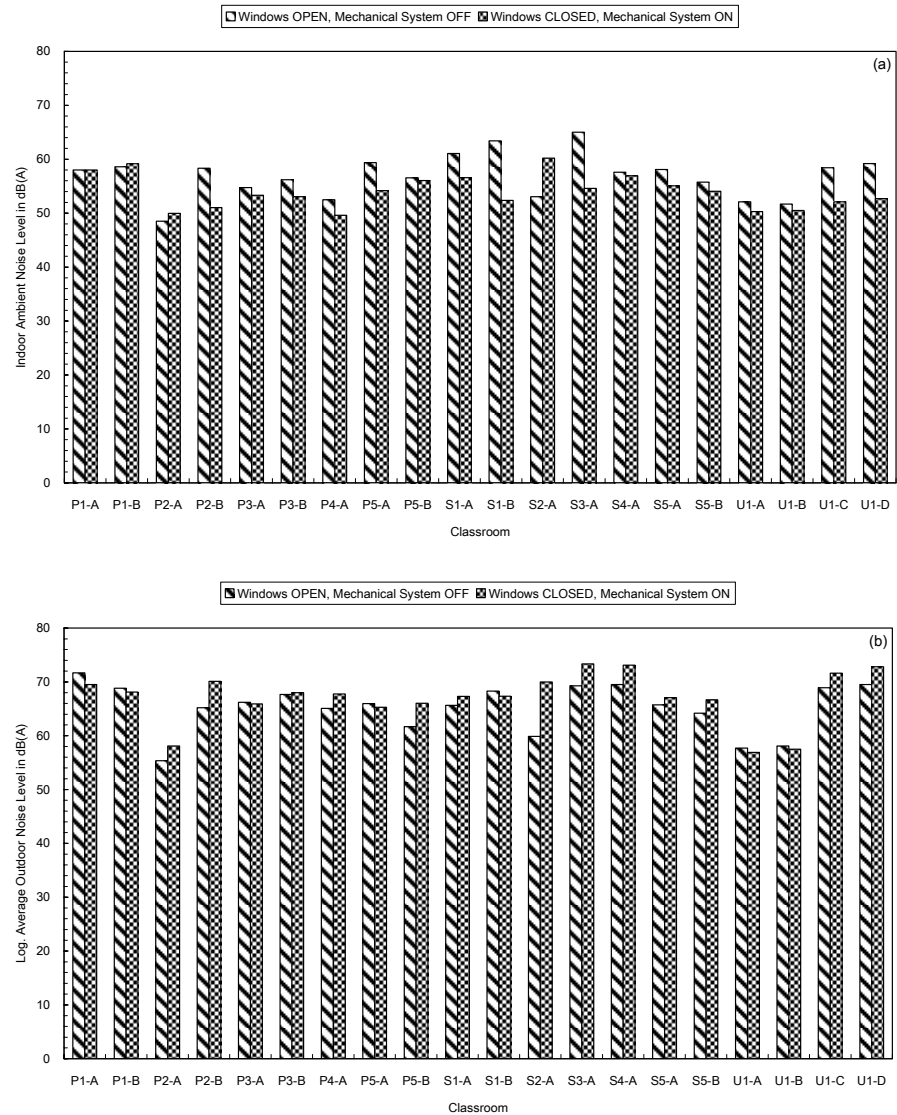 Windows OPEN, Mechanical System OFF Windows CLOSED, Mechanical System ON
(a)
80
70
60
50
40
30
20
10
0
Indoor Ambient Noise Level in dB(A)
P1-A P1-B P2-A P2-B P3-A P3-B P4-A P5-A P5-B S1-A S1-B S2-A S3-A S4-A S5-A S5-B U1-A U1-B U1-C U1-D
Classroom
Windows OPEN, Mechanical System OFF Windows CLOSED, Mechanical System ON
(b)
80
70
60
50
40
30
20
10
0
Log. Average Outdoor Noise Level in dB(A)
P1-A P1-B P2-A P2-B P3-A P3-B P4-A P5-A P5-B S1-A S1-B S2-A S3-A S4-A S5-A S5-B U1-A U1-B U1-C U1-D
Classroom